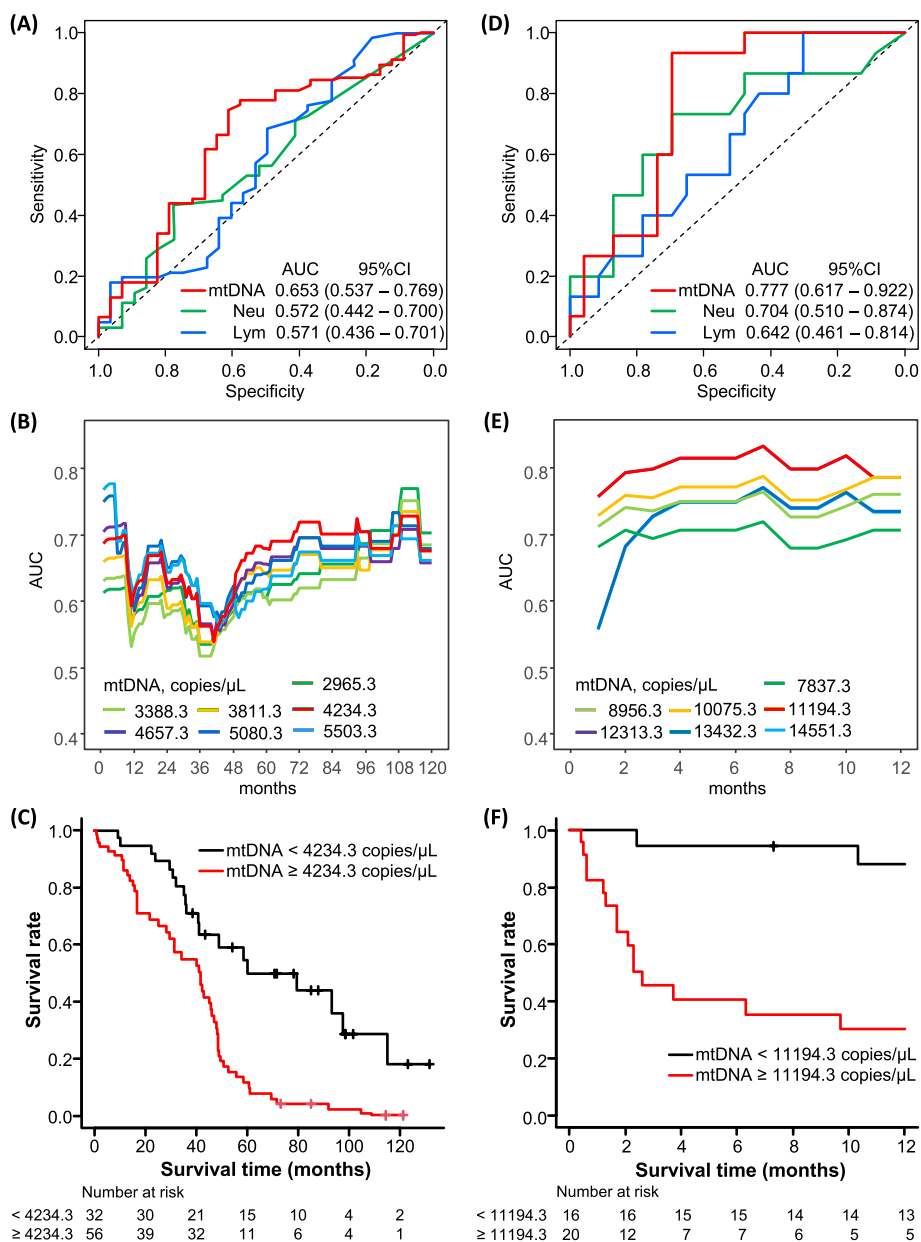 (A)
1.0
0.8
0.6
0.4
0.2
0.0
Sensitivity
AUC 95%CI
mtDNA 0.653 (0.537 – 0.769)
Neu 0.572 (0.442 – 0.700)
Lym 0.571 (0.436 – 0.701)
1.0 0.8 0.6 0.4 0.2 0.0
Specificity
(D)
1.0
0.8
0.6
0.4
0.2
0.0
Sensitivity
AUC 95%CI
mtDNA 0.777 (0.617 – 0.922)
Neu 0.704 (0.510 – 0.874)
Lym 0.642 (0.461 – 0.814)
1.0 0.8 0.6 0.4 0.2 0.0
Specificity
(B)
0.8
0.7
0.6
0.5
0.4
AUC
mtDNA, copies/µL 2965.3
3388.3 3811.3 4234.3
4657.3 5080.3 5503.3
0 12 24 36 48 60 72 84 96 108 120
months
(E)
0.8
0.7
0.6
0.5
0.4
AUC
mtDNA, copies/µL 7837.3
8956.3 10075.3 11194.3
12313.3 13432.3 14551.3
0 2 4 6 8 10 12
months
(C)
1.0
0.8
0.6
0.4
0.2
0.0
Survival rate
mtDNA < 4234.3 copies/µL
mtDNA ≥ 4234.3 copies/µL
0 20 40 60 80 100 120
Survival time (months)
Number at risk
< 4234.3 32 30 21 15 10 4 2
≥ 4234.3 56 39 32 11 6 4 1
(F)
1.0
0.8
0.6
0.4
0.2
0.0
Survival rate
mtDNA < 11194.3 copies/µL
mtDNA ≥ 11194.3 copies/µL
0 2 4 6 8 10 12
Survival time (months)
Number at risk
< 11194.3 16 16 15 15 14 14 13
≥ 11194.3 20 12 7 7 6 5 5